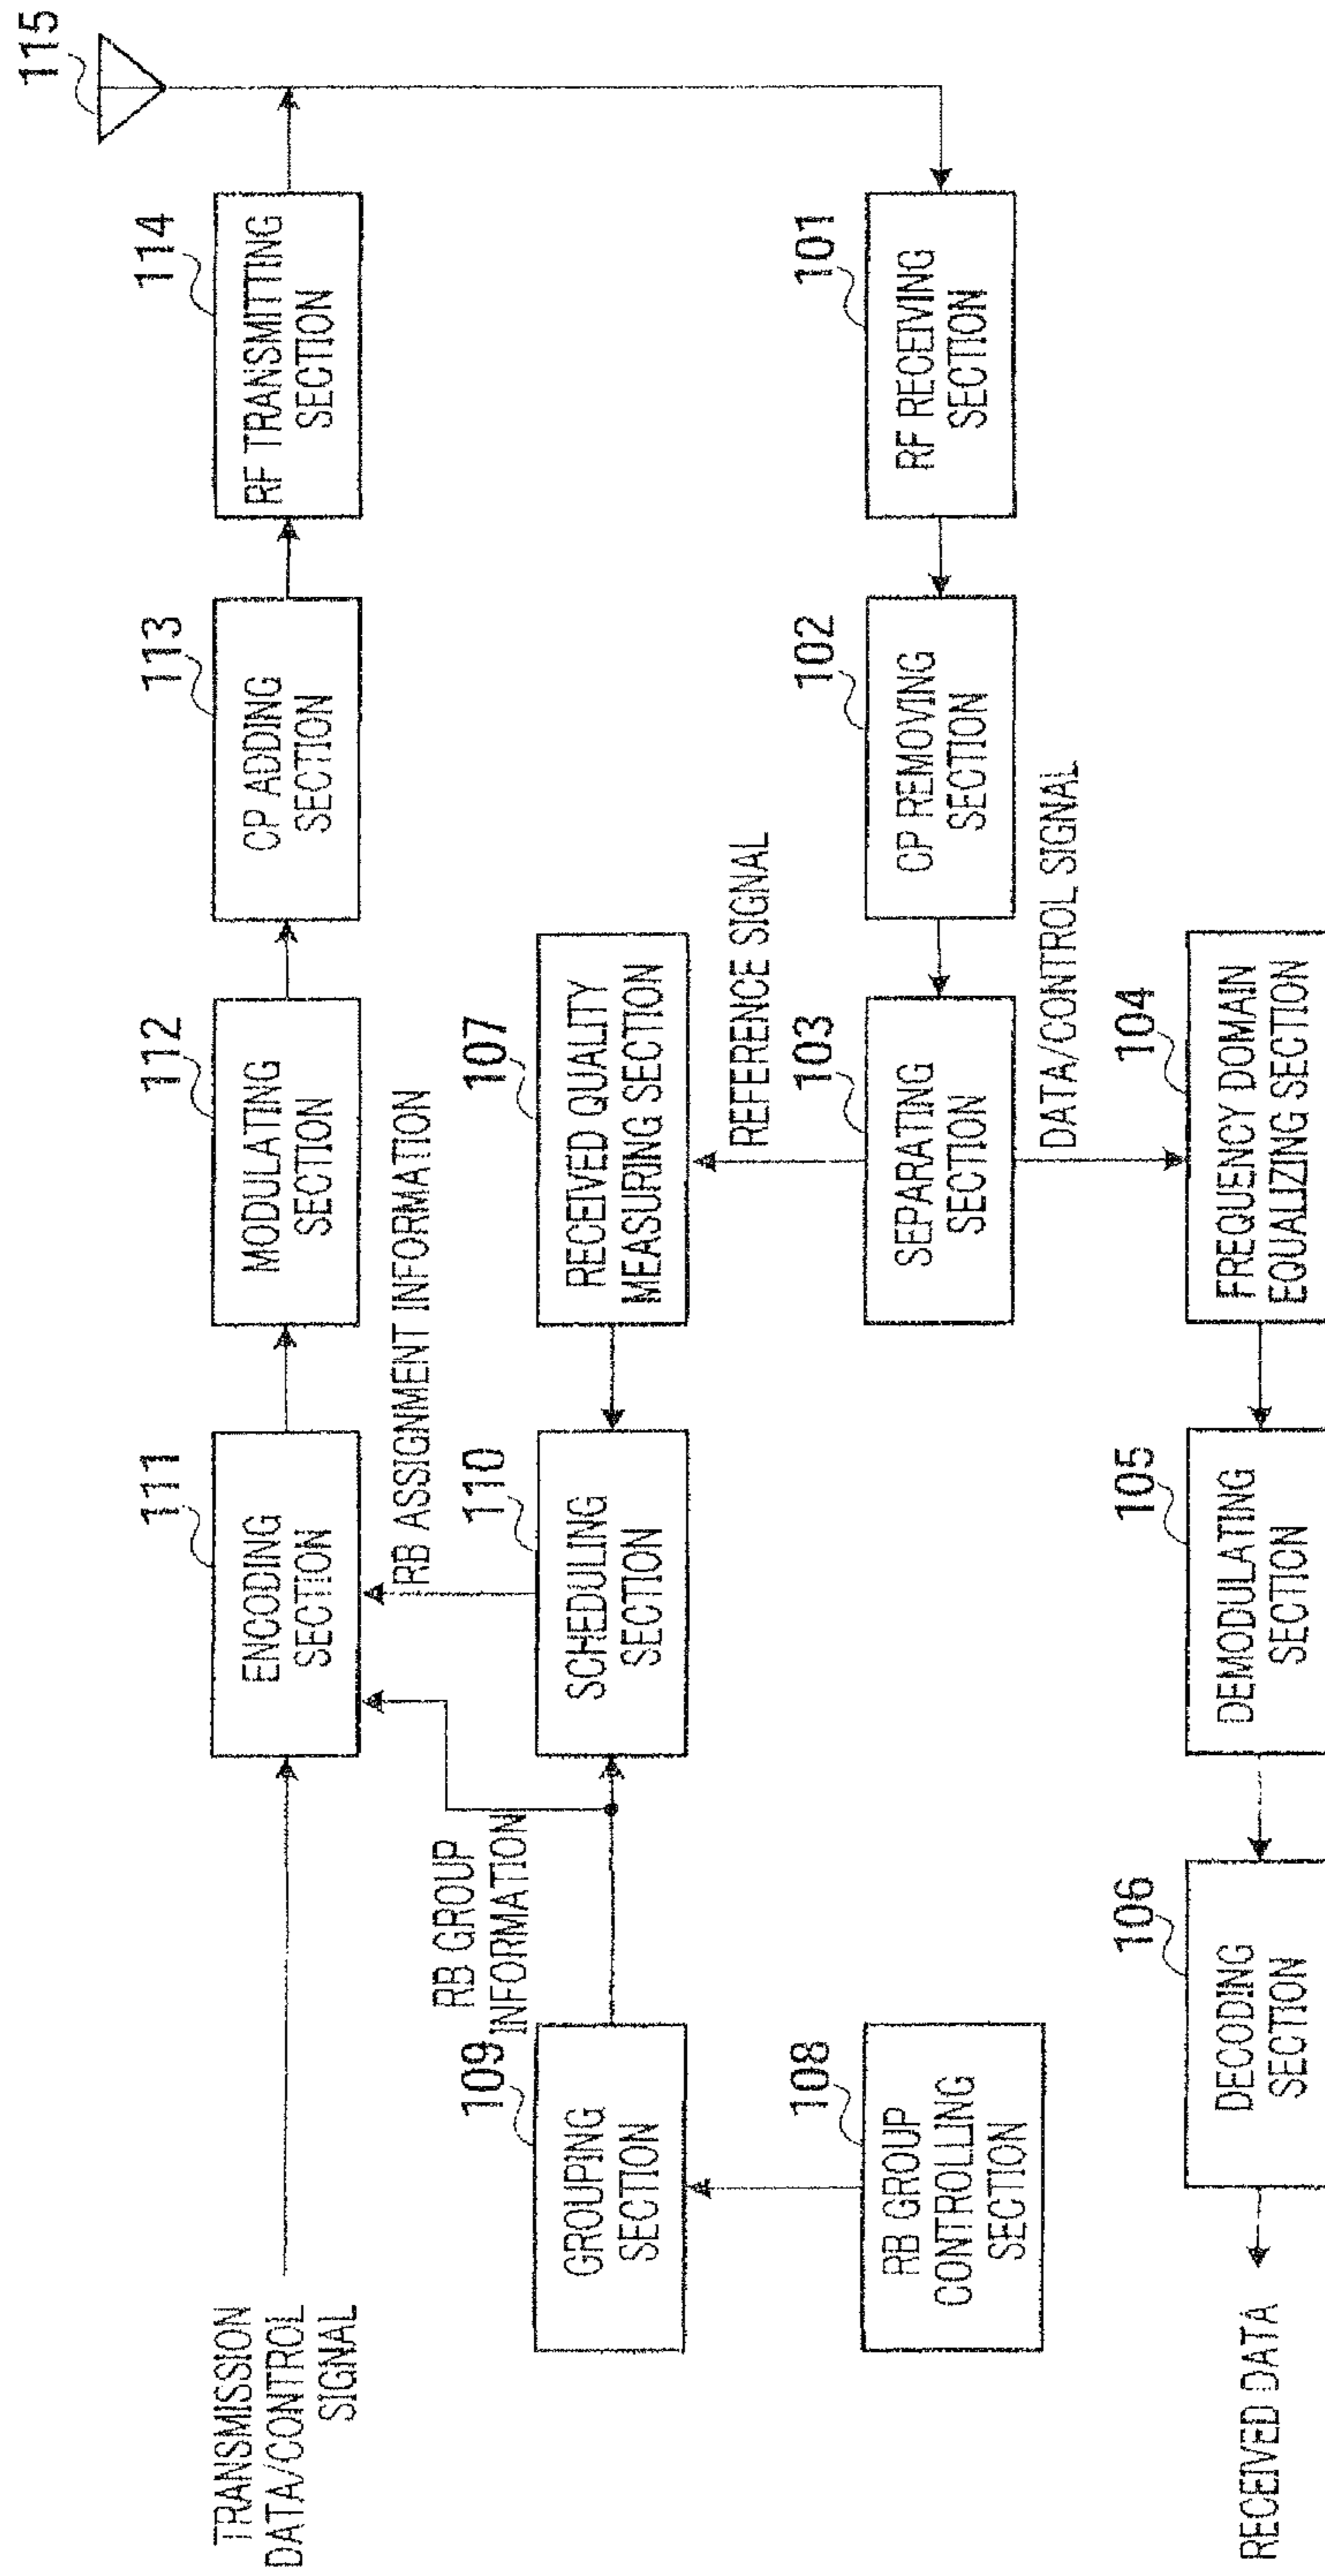 115
114
RF TRANSMITTING
SECTION
113
CP ADDING
SECTION
112
MODULATING
SECTION
111
ENCODING
SECTION
TRANSMISSION
DATA/CONTROL
SIGNAL
RB ASSIGNMENT INFORMATION
RB GROUP
INFORMATION
109
GROUPING
SECTION
110
SCHEDULING
SECTION
107
RECEIVED QUALITY
MEASURING SECTION
REFERENCE SIGNAL
108
RB GROUP
CONTROLLING
SECTION
103
SEPARATING
SECTION
102
CP REMOVING
SECTION
101
RF RECEIVING
SECTION
DATA/CONTROL SIGNAL
104
FREQUENCY DOMAIN
EQUALIZING SECTION
105
DEMODULATING
SECTION
106
DECODING
SECTION
RECEIVED DATA